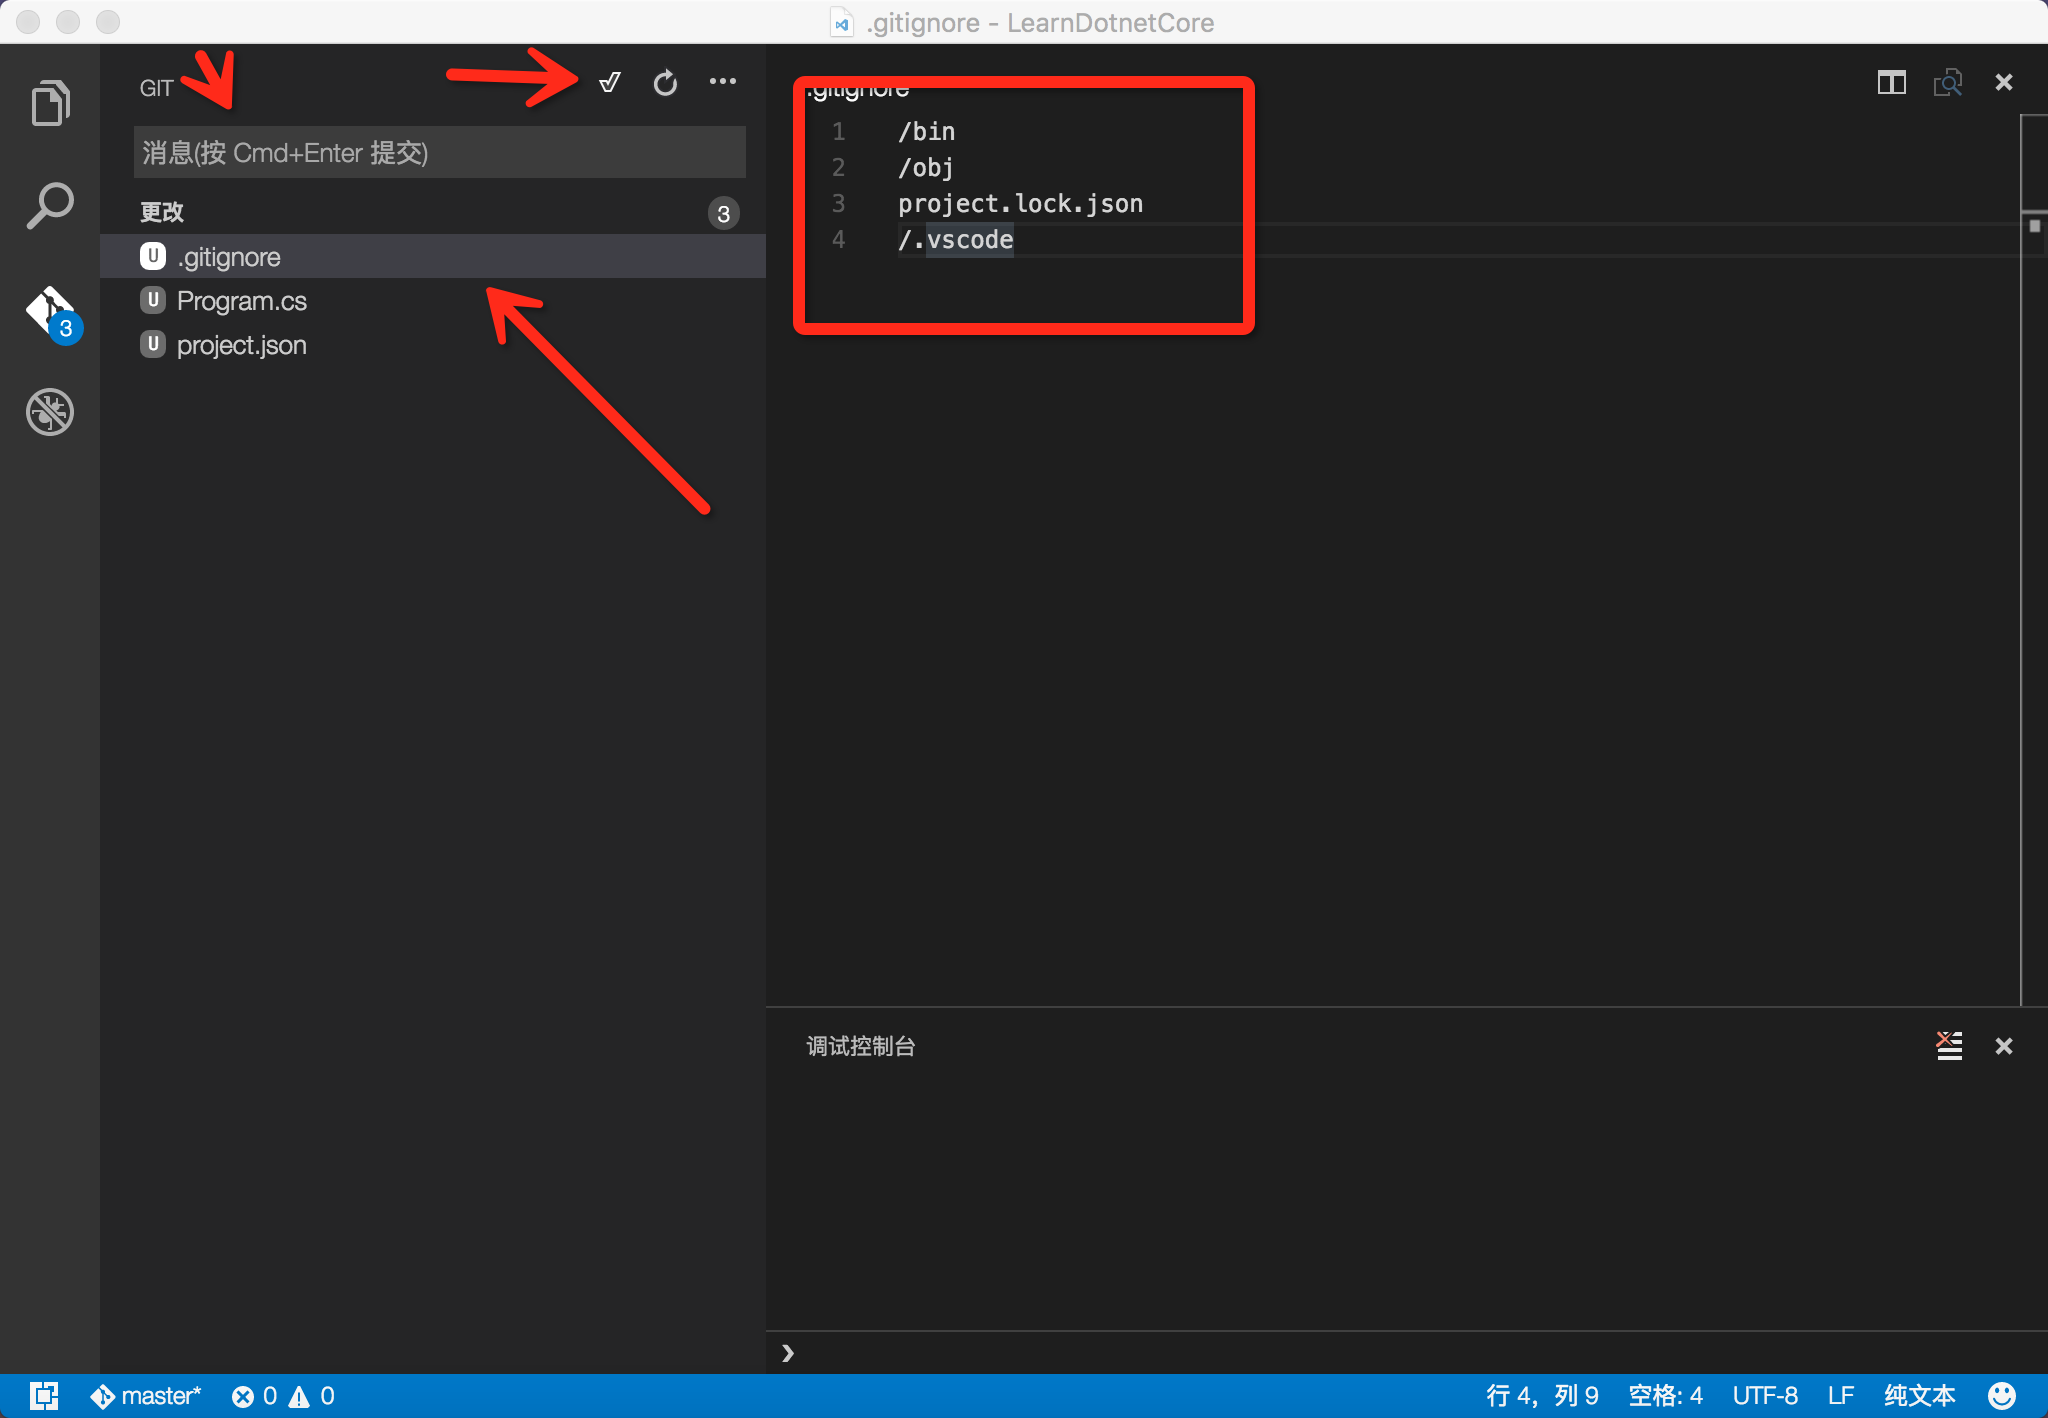 .gitignore - LearnDotnetCore
GIT
消息(按 Cmd+Enter 提交)
更改
3
U .gitignore
U Program.cs
U project.json
3
.gitignore
1 /bin
2 /obj
3 project.lock.json
4 /.vscode
调试控制台
master* 0 0
行 4，列 9 空格: 4 UTF-8 LF 纯文本